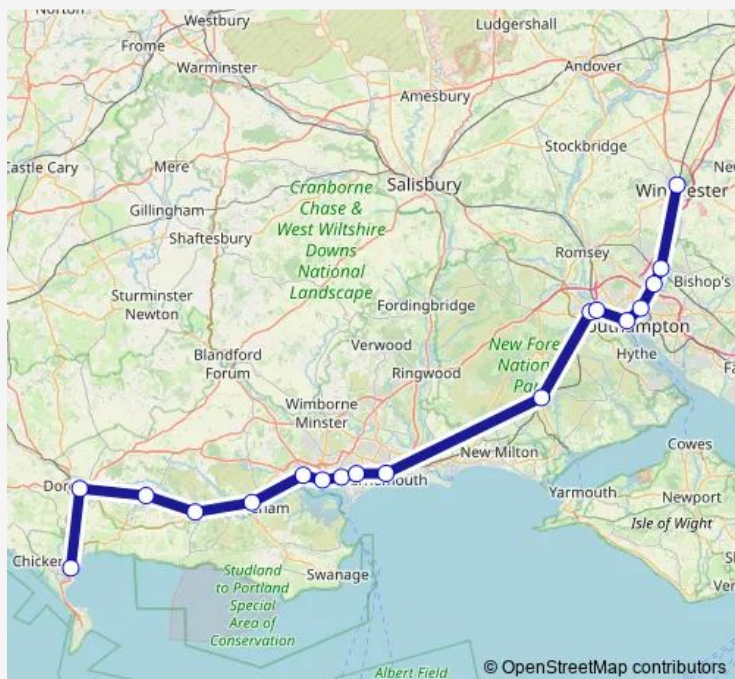 Norton
Westbury
Ludgershall
Frome
Warminster
Andover
Amesbury
Stockbridge
Castle Cary
Mere
Salisbury
Cranborne
Chase &
West Wiltshire
Downs
National
Landscape
Gillingham
Shaftesbury
Romsey
Bishop's
Sturminster
Newton
Fordingbridge
Verwood
Hythe
Blandford
Forum
Ringwood
Wimborne
Minster
New Milton
Cowes
Yarmouth
Newport
Isle of Wight
Swanage
Studland
to Portland
Special
Area of
Conservation
Albert Field
© OpenStreetMap contributors